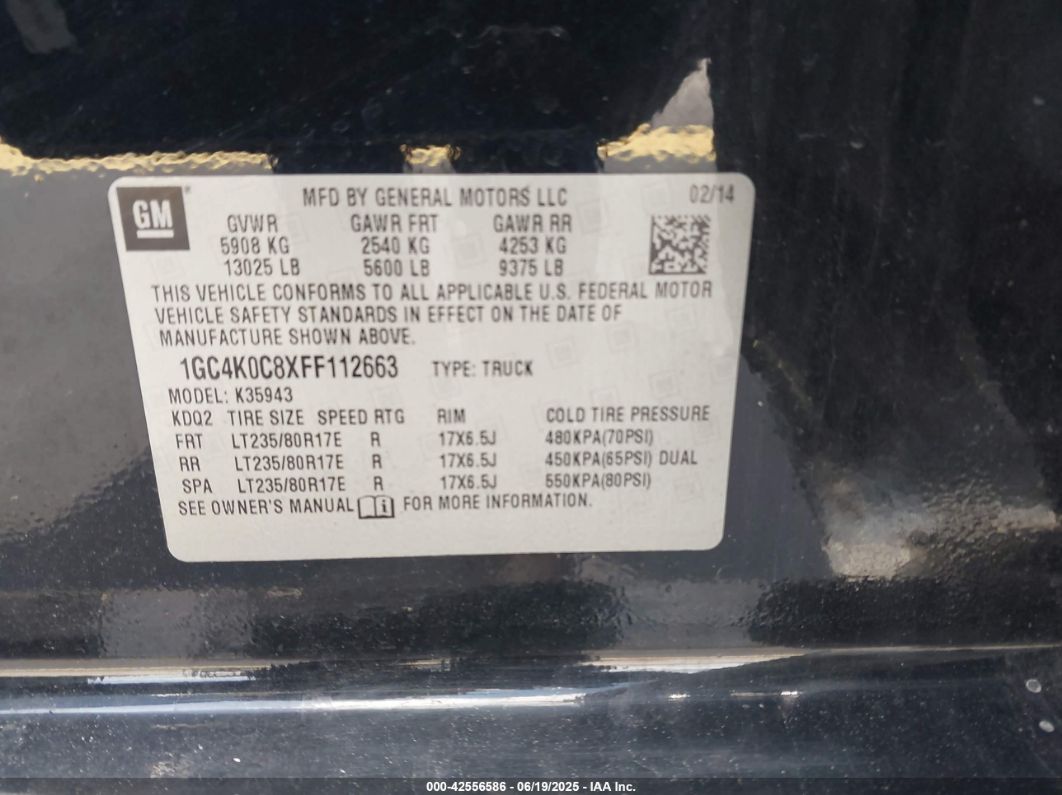 GM
MFD BY GENERAL MOTORS LLC 02/14
GVWR GAWR FRT GAWR RR
5908 KG 2540 KG 4253 KG
13025 LB 5600 LB 9375 LB
THIS VEHICLE CONFORMS TO ALL APPLICABLE U.S. FEDERAL MOTOR
VEHICLE SAFETY STANDARDS IN EFFECT ON THE DATE OF
MANUFACTURE SHOWN ABOVE.
1GC4K0C8XFF112663 TYPE: TRUCK
MODEL: K35943
KDQ2 TIRE SIZE SPEED RTG RIM COLD TIRE PRESSURE
FRT LT235/80R17E R 17X6.5J 480KPA(70PSI)
RR LT235/80R17E R 17X6.5J 450KPA(65PSI) DUAL
SPA LT235/80R17E R 17X6.5J 550KPA(80PSI)
SEE OWNER'S MANUAL i FOR MORE INFORMATION.
000-42556586 - 06/19/2025 - IAA Inc.